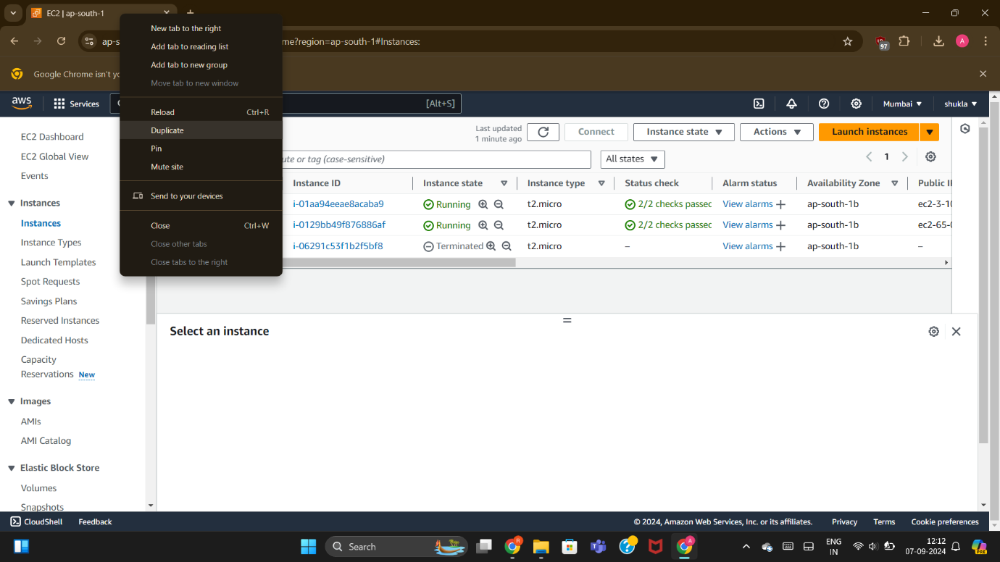 EC2 | ap-south-1
ap-s
me?region=ap-south-1#Instances:
97
A
Google Chrome isn't yo
New tab to the right
Add tab to reading list
Add tab to new group
Move tab to new window
Reload Ctrl+R
Duplicate
Pin
Mute site
Send to your devices
Close Ctrl+W
Close other tabs
Close tabs to the right
aws
Services
[Alt+S]
Mumbai
shukla
EC2 Dashboard
EC2 Global View
Events
Instances
Instances
Instance Types
Launch Templates
Spot Requests
Savings Plans
Reserved Instances
Dedicated Hosts
Capacity
Reservations New
Images
AMIs
AMI Catalog
Elastic Block Store
Volumes
Snapshots
Last updated
1 minute ago
Connect
Instance state
Actions
Launch instances
ute or tag (case-sensitive)
All states
1
Instance ID Instance state Instance type Status check Alarm status Availability Zone Public I
i-01aa94eeae8acaba9 Running t2.micro 2/2 checks passec View alarms + ap-south-1b ec2-3-10
i-0129bb49f876886af Running t2.micro 2/2 checks passec View alarms + ap-south-1b ec2-65-0
i-06291c53f1b2f5bf8 Terminated t2.micro – View alarms + ap-south-1b –
Select an instance
CloudShell Feedback © 2024, Amazon Web Services, Inc. or its affiliates. Privacy Terms Cookie preferences
Search
R
A
ENG
IN
12:12
07-09-2024
PRE